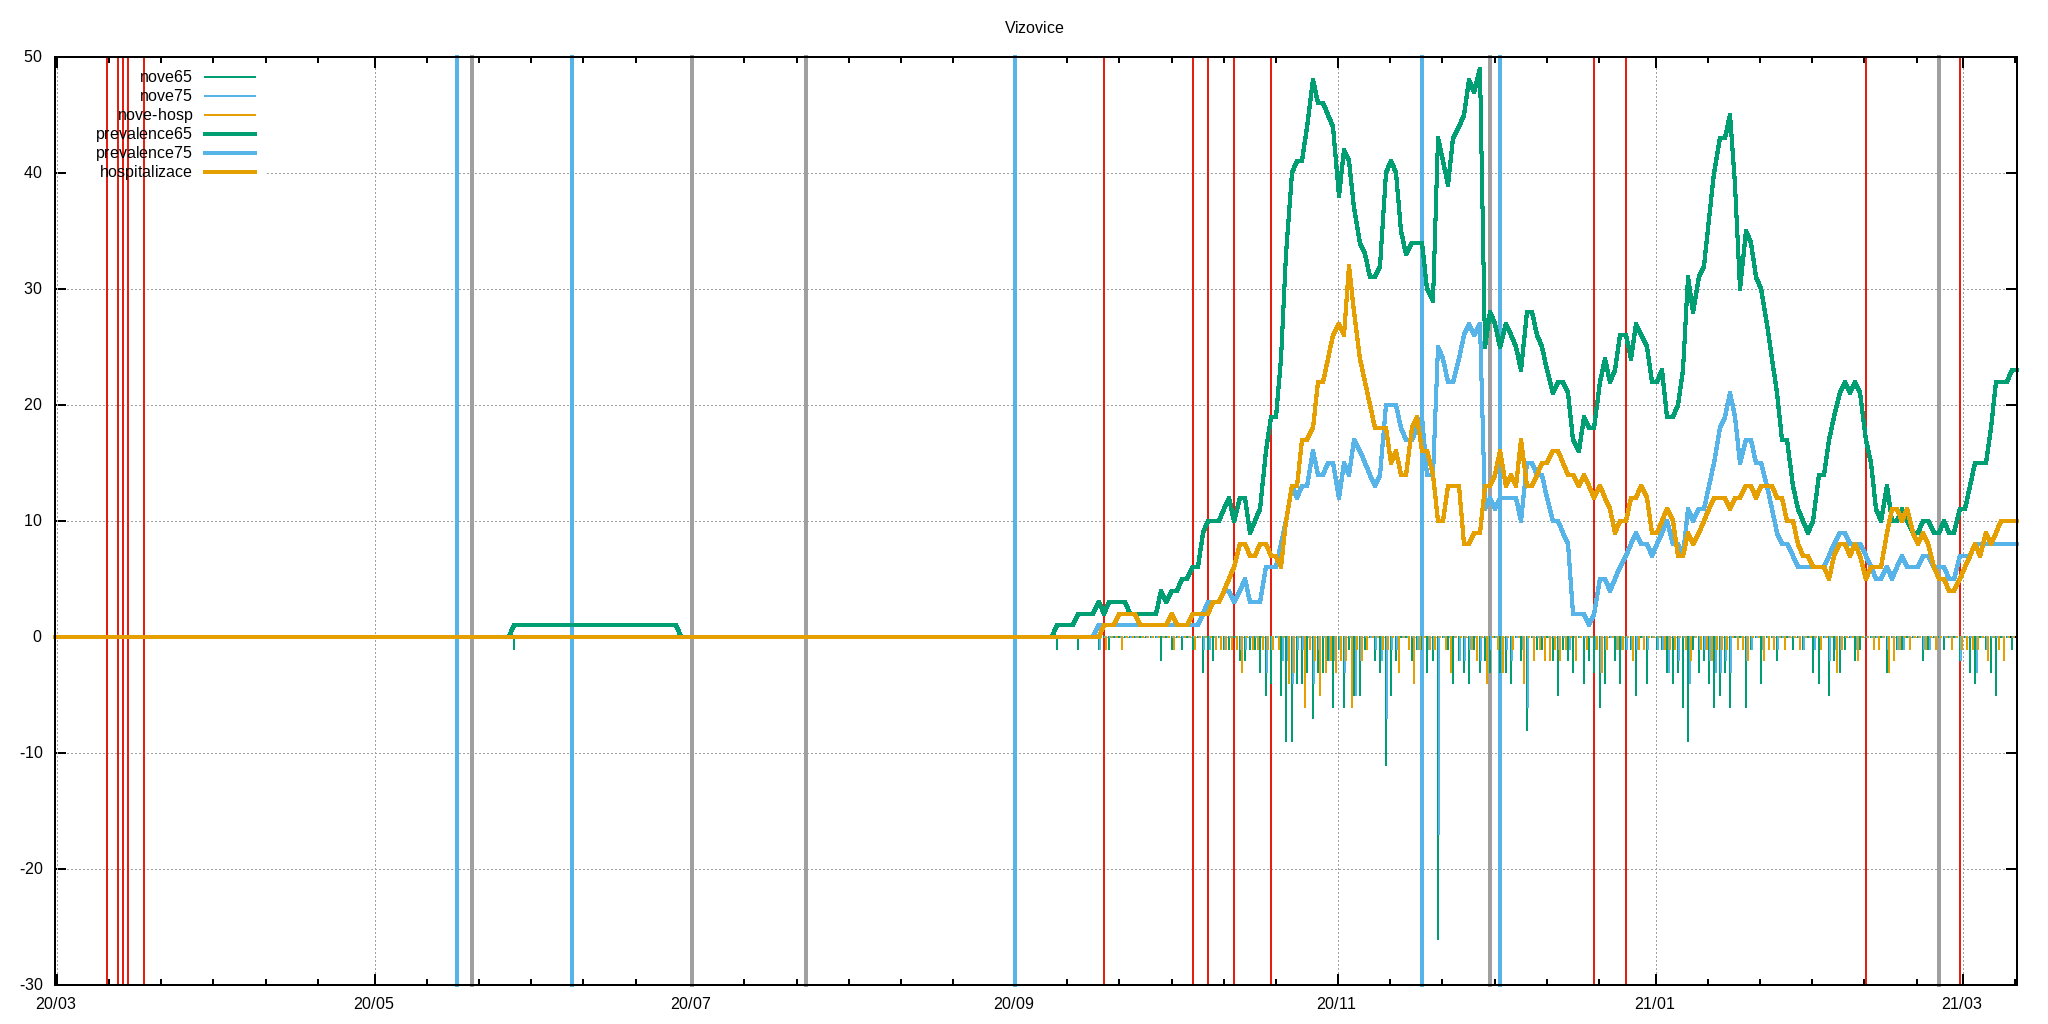 Vizovice
50
40
30
20
10
0
-10
-20
-30
nove65
nove75
nove-hosp
prevalence65
prevalence75
hospitalizace
20/03 20/05 20/07 20/09 20/11 21/01 21/03